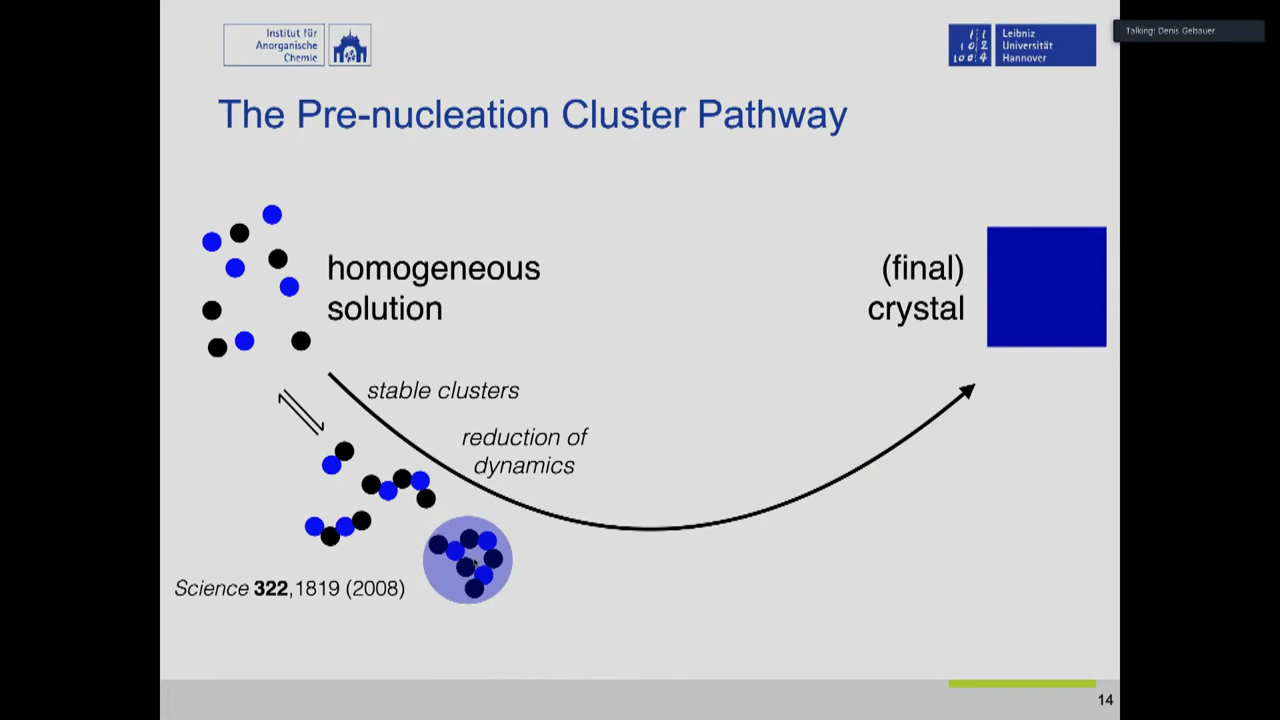 Institut für
Anorganische
Chemie
Leibniz
Universität
Hannover
Talking: Denis Gebauer
The Pre-nucleation Cluster Pathway
homogeneous
solution
(final)
crystal
stable clusters
reduction of
dynamics
Science 322,1819 (2008)
14